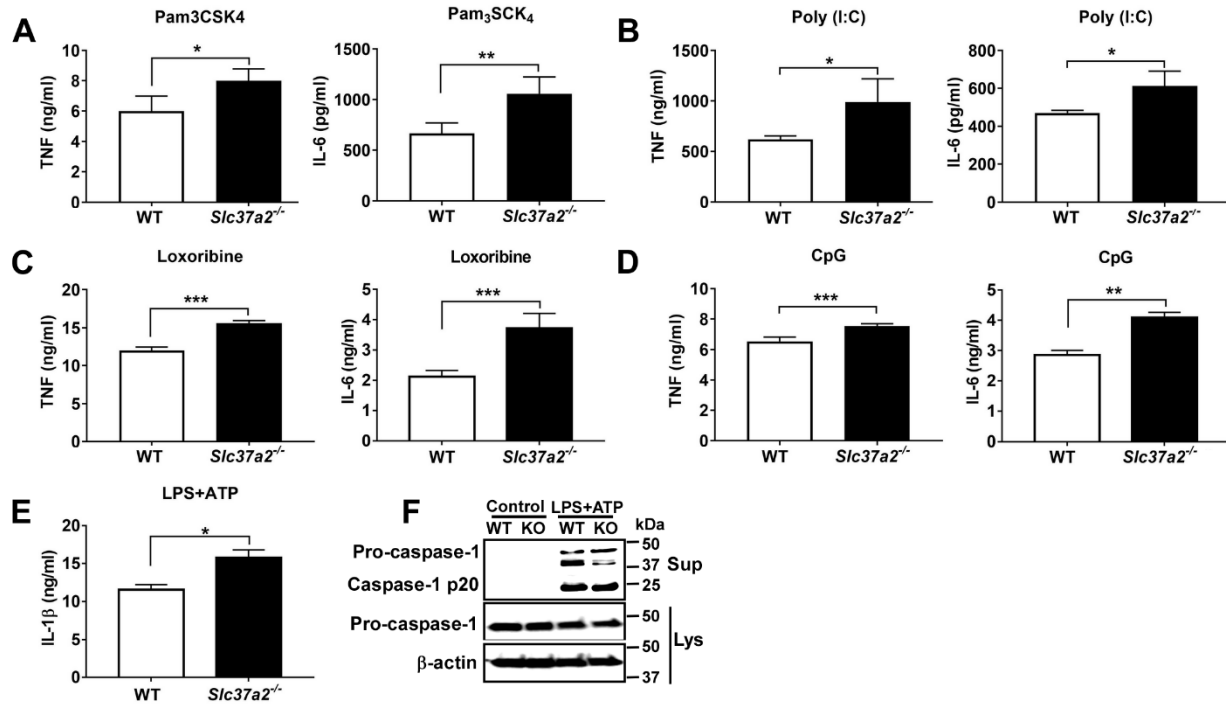 A
Pam3CSK4
*
TNF (ng/ml)
10
8
6
4
2
0
WT
Slc37a2-/-
Pam3SCK4
**
IL-6 (pg/ml)
1500
1000
500
0
WT
Slc37a2-/-
B
Poly (I:C)
*
TNF (ng/ml)
1500
1000
500
0
WT
Slc37a2-/-
Poly (I:C)
*
IL-6 (pg/ml)
800
600
400
200
0
WT
Slc37a2-/-
C
Loxoribine
***
TNF (ng/ml)
20
15
10
5
0
WT
Slc37a2-/-
Loxoribine
***
IL-6 (ng/ml)
5
4
3
2
1
0
WT
Slc37a2-/-
D
CpG
***
TNF (ng/ml)
10
8
6
4
2
0
WT
Slc37a2-/-
CpG
**
IL-6 (ng/ml)
5
4
3
2
1
0
WT
Slc37a2-/-
E
LPS+ATP
*
IL-1β (ng/ml)
20
15
10
5
0
WT
Slc37a2-/-
F
Control LPS+ATP
WT KO WT KO kDa
Pro-caspase-1
50
37
Sup
Caspase-1 p20
25
Pro-caspase-1
50
Lys
50
β-actin
37